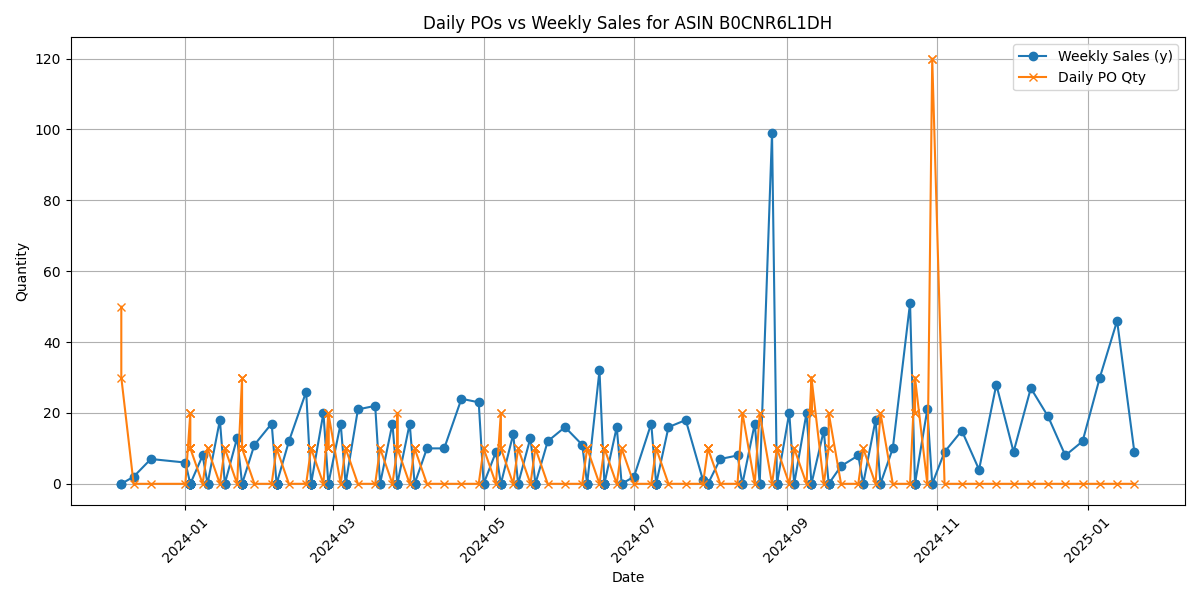 Daily POs vs Weekly Sales for ASIN B0CNR6L1DH
Weekly Sales (y)
Daily PO Qty
Quantity
120
100
80
60
40
20
0
2024-01
2024-03
2024-05
2024-07
2024-09
2024-11
2025-01
Date